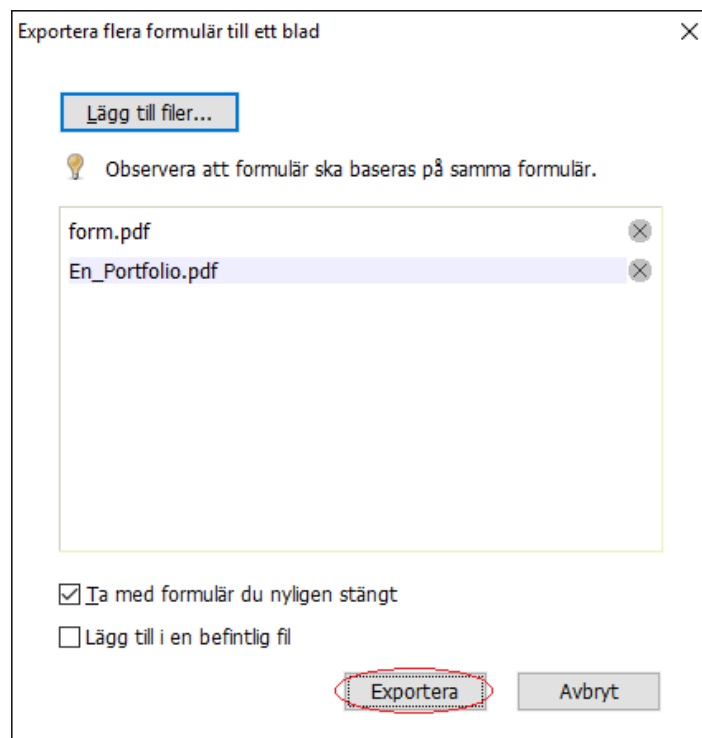 Exportera flera formulär till ett blad
Lägg till filer...
Observera att formulär ska baseras på samma formulär.
form.pdf
En_Portfolio.pdf
Ta med formulär du nyligen stängt
Lägg till i en befintlig fil
Exportera
Avbryt